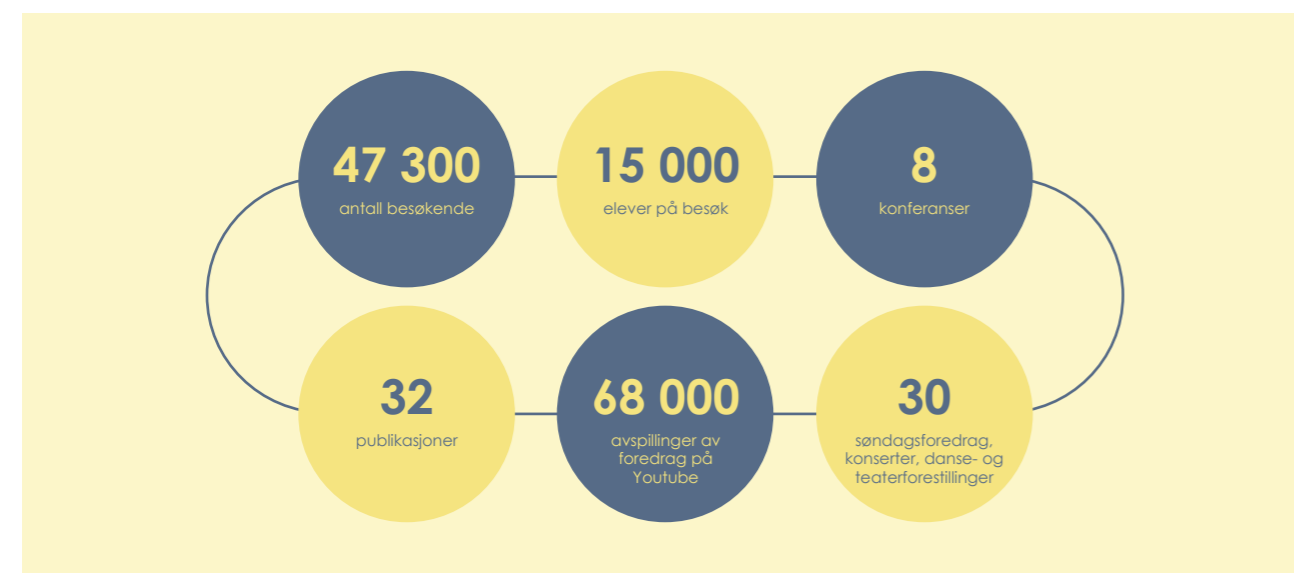 47 300
antall besøkende
15 000
elever på besøk
8
konferanser
32
publikasjoner
68 000
avspillinger av
foredrag på
Youtube
30
søndagsforedrag,
konserter, danse- og
teaterforestillinger